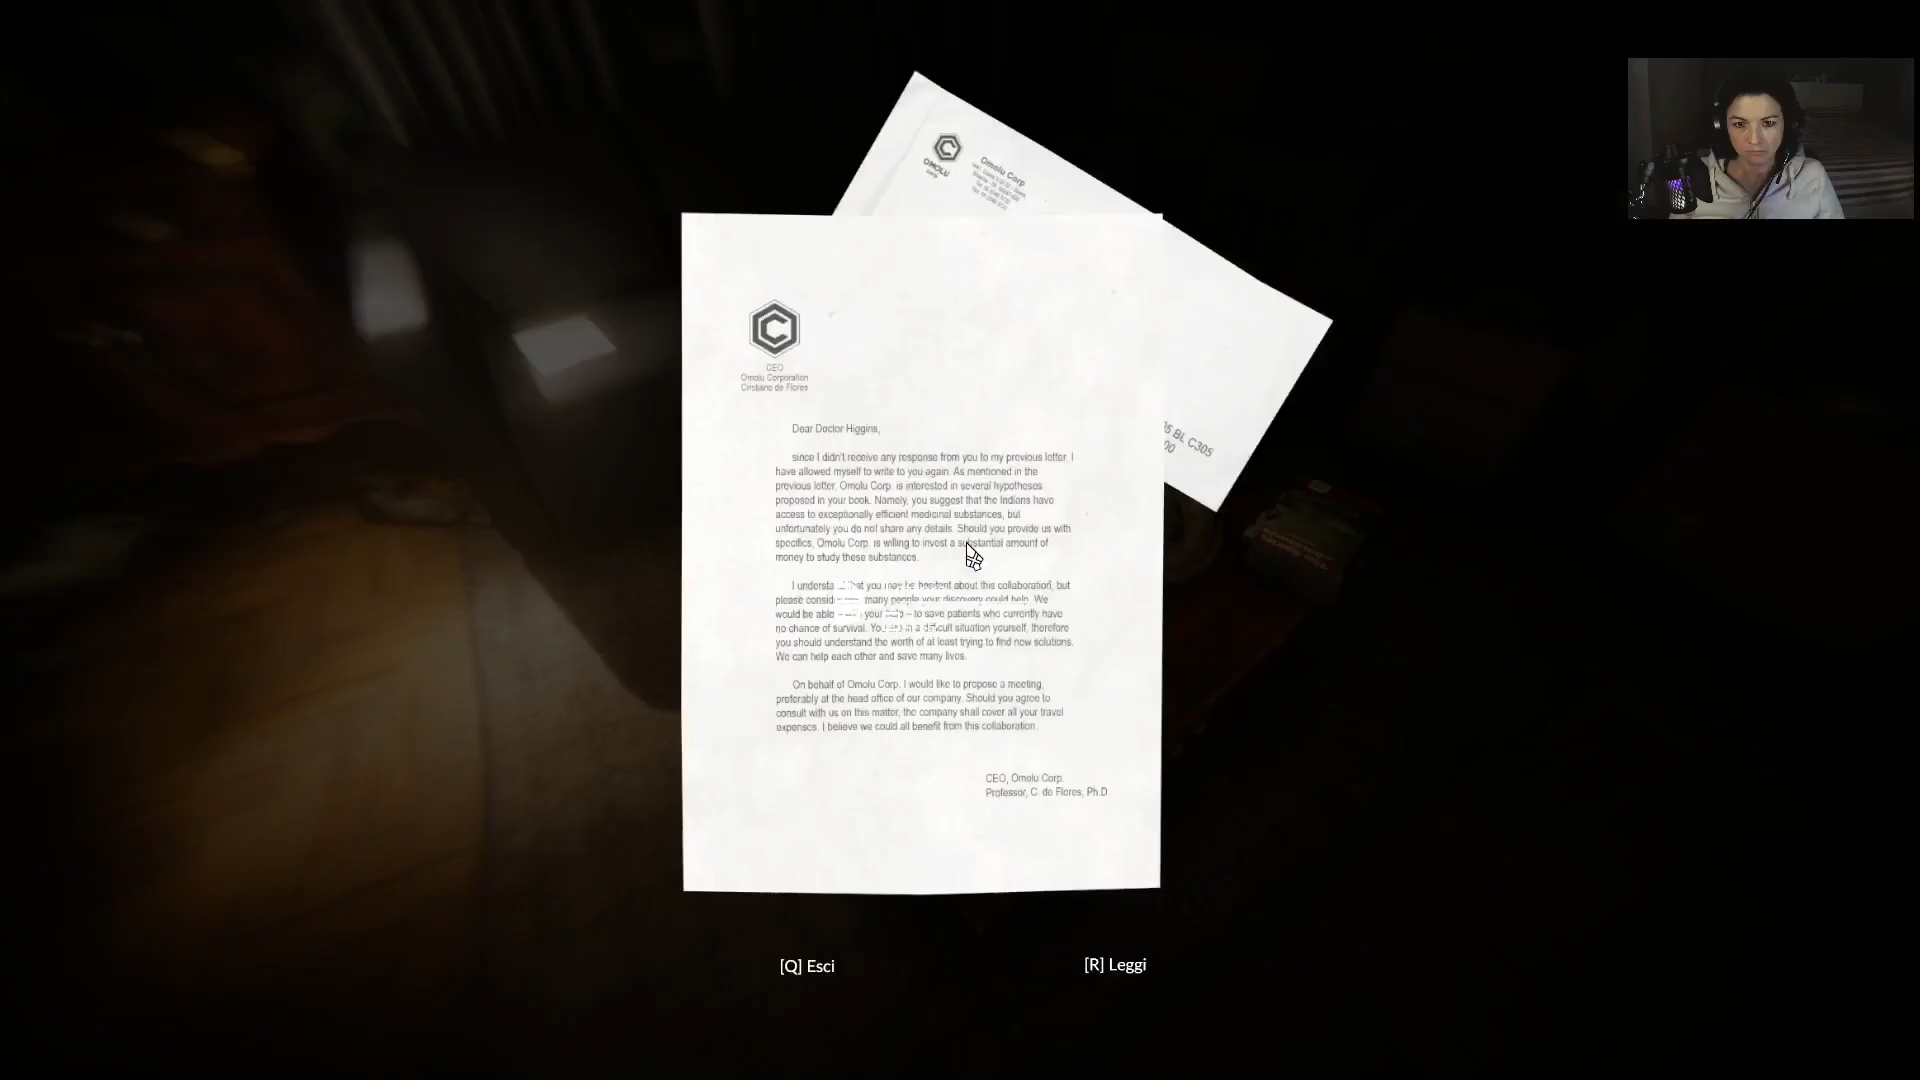 OMOLU
Omolu Corp
CEO
Omolu Corporation
Cristiano de Flores
Dear Doctor Higgins,
since I didn't receive any response from you to my previous letter, I
have allowed myself to write to you again. As mentioned in the
previous letter, Omolu Corp. is interested in several hypotheses
proposed in your book. Namely, you suggest that the Indians have
access to exceptionally efficient medicinal substances, but
unfortunately you do not share any details. Should you provide us with
specifics, Omolu Corp. is willing to invest a substantial amount of
money to study these substances.
I that you may be about this collaboration, but
please many people your discovery could help. We
would be able your – to save patients who currently have
no chance of survival. in a difficult situation yourself, therefore
you should understand the worth of at least trying to find new solutions.
We can help each other and save many lives.
On behalf of Omolu Corp. I would like to propose a meeting,
preferably at the head office of our company. Should you agree to
consult with us on this matter, the company shall cover all your travel
expenses. I believe we could all benefit from this collaboration.
CEO, Omolu Corp.
Professor, C. de Flores, Ph.D.
BL C305
[Q] Esci
[R] Leggi